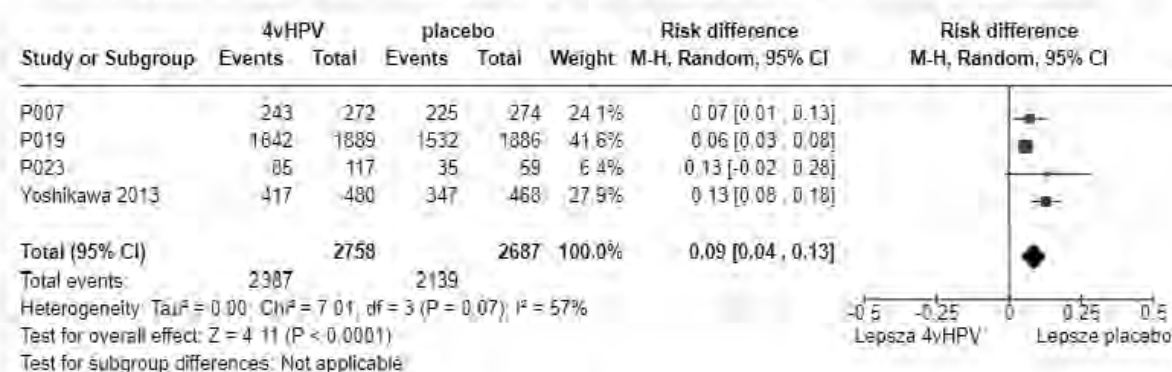 4vHPV placebo Risk difference Risk difference
Study or Subgroup Events Total Events Total Weight M-H, Random, 95% CI M-H, Random, 95% CI
P007 243 272 225 274 24.1% 0.07 [0.01 , 0.13]
P019 1642 1889 1532 1886 41.6% 0.06 [0.03 , 0.08]
P023 85 117 35 59 6.4% 0.13 [-0.02 , 0.28]
Yoshikawa 2013 417 480 347 468 27.9% 0.13 [0.08 , 0.18]
Total (95% CI) 2758 2687 100.0% 0.09 [0.04 , 0.13]
Total events: 2387 2139
Heterogeneity: Tau² = 0.00; Chi² = 7.01, df = 3 (P = 0.07); I² = 57%
Test for overall effect: Z = 4.11 (P < 0.0001)
Test for subgroup differences: Not applicable
-0.5 -0.25 0 0.25 0.5
Lepsza 4vHPV Lepsze placebo